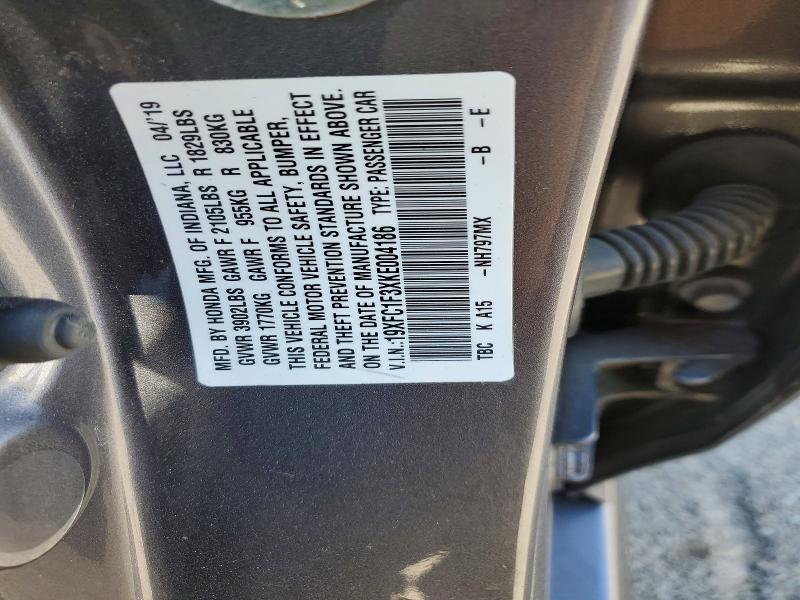 MFD. BY HONDA MFG. OF INDIANA, LLC 04/'19
GVWR 3902LBS GAWR F 2105LBS R 1829LBS
GVWR 1770KG GAWR F 955KG R 830KG
THIS VEHICLE CONFORMS TO ALL APPLICABLE
FEDERAL MOTOR VEHICLE SAFETY, BUMPER,
AND THEFT PREVENTION STANDARDS IN EFFECT
ON THE DATE OF MANUFACTURE SHOWN ABOVE.
V.I.N.:19XFC1F3XKE004186 TYPE: PASSENGER CAR
TBC K A15 -NH797MX -B -E